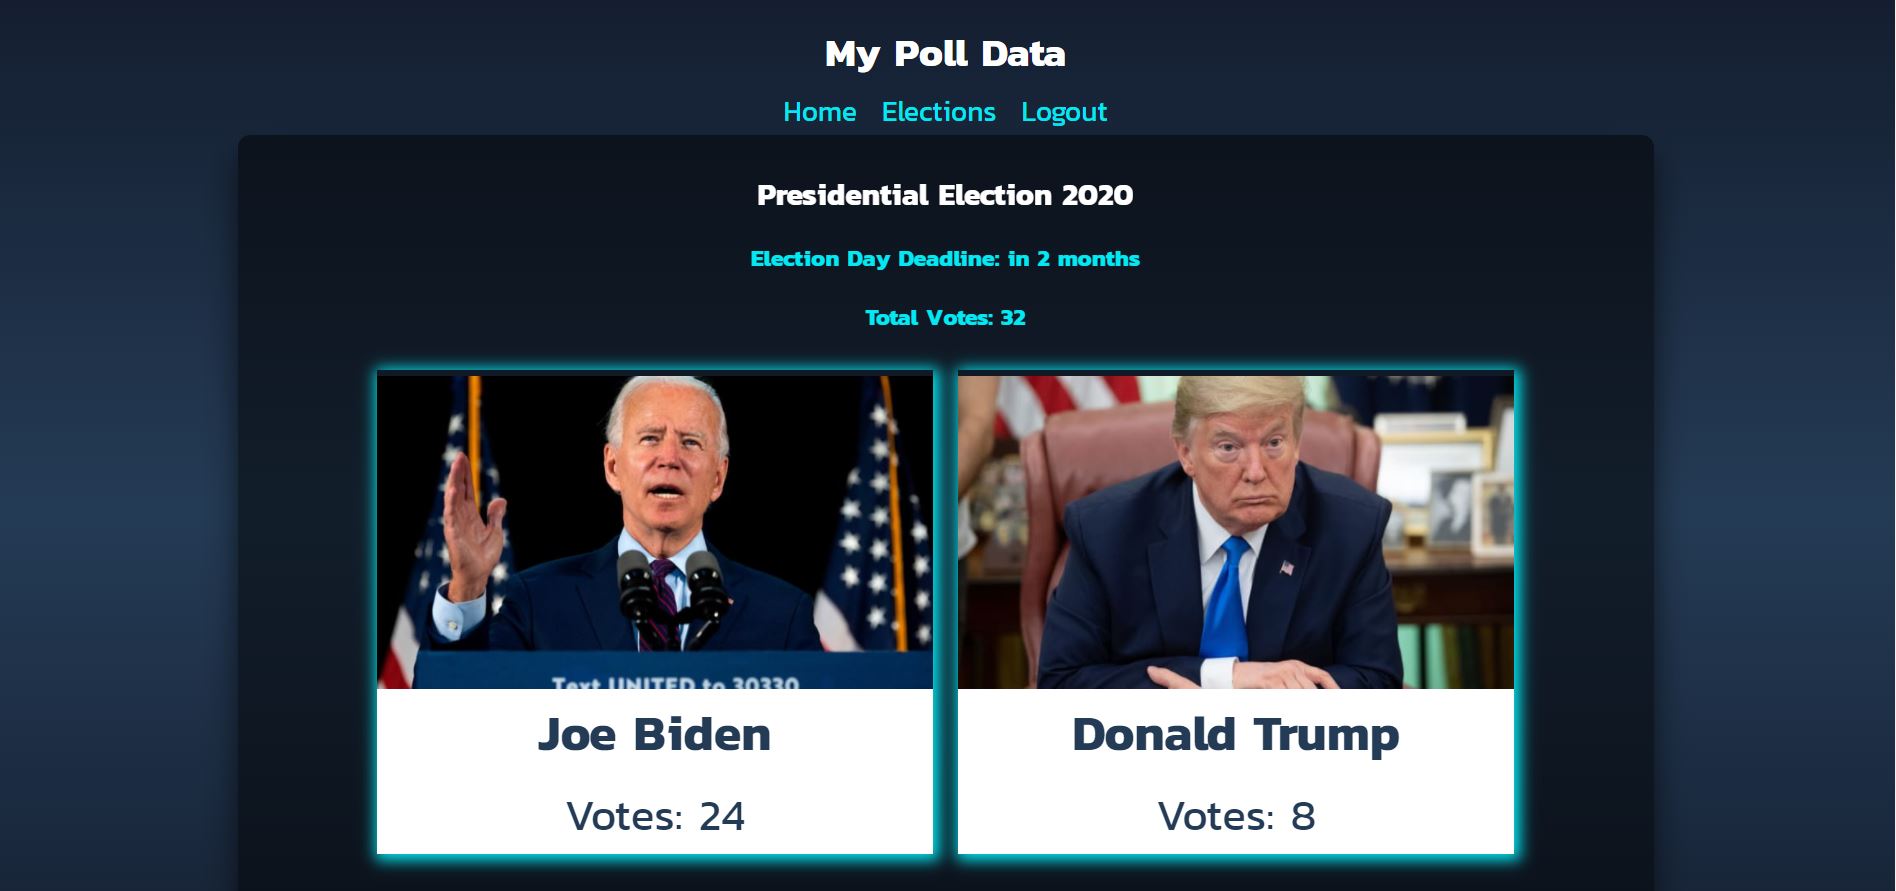 My Poll Data
Home Elections Logout
Presidential Election 2020
Election Day Deadline: in 2 months
Total Votes: 32
Text UNITED to 30330
Joe Biden
Donald Trump
Votes: 24
Votes: 8